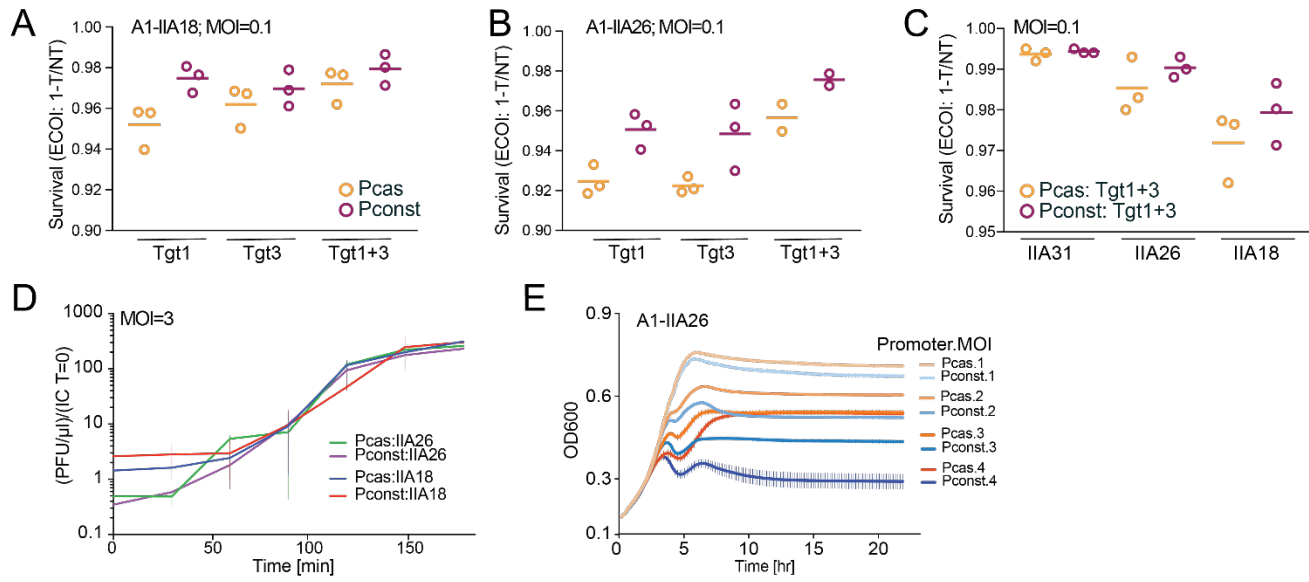 A
A1-IIA18; MOI=0.1
Survival (ECOI: 1-T/NT)
1.00
0.98
0.96
0.94
0.92
0.90
Pcas
Pconst
Tgt1
Tgt3
Tgt1+3
B
A1-IIA26; MOI=0.1
Survival (ECOI: 1-T/NT)
1.00
0.98
0.96
0.94
0.92
0.90
Tgt1
Tgt3
Tgt1+3
C
MOI=0.1
Survival (ECOI: 1-T/NT)
1.00
0.99
0.98
0.97
0.96
0.95
Pcas: Tgt1+3
Pconst: Tgt1+3
IIA31
IIA26
IIA18
D
MOI=3
(PFU/µl)/(IC T=0)
1000
100
10
1
0.1
Pcas:IIA26
Pconst:IIA26
Pcas:IIA18
Pconst:IIA18
0
50
100
150
Time [min]
E
A1-IIA26
OD600
0.9
0.6
0.3
0.1
Promoter.MOI
Pcas.1
Pconst.1
Pcas.2
Pconst.2
Pcas.3
Pconst.3
Pcas.4
Pconst.4
0
5
10
15
20
Time [hr]